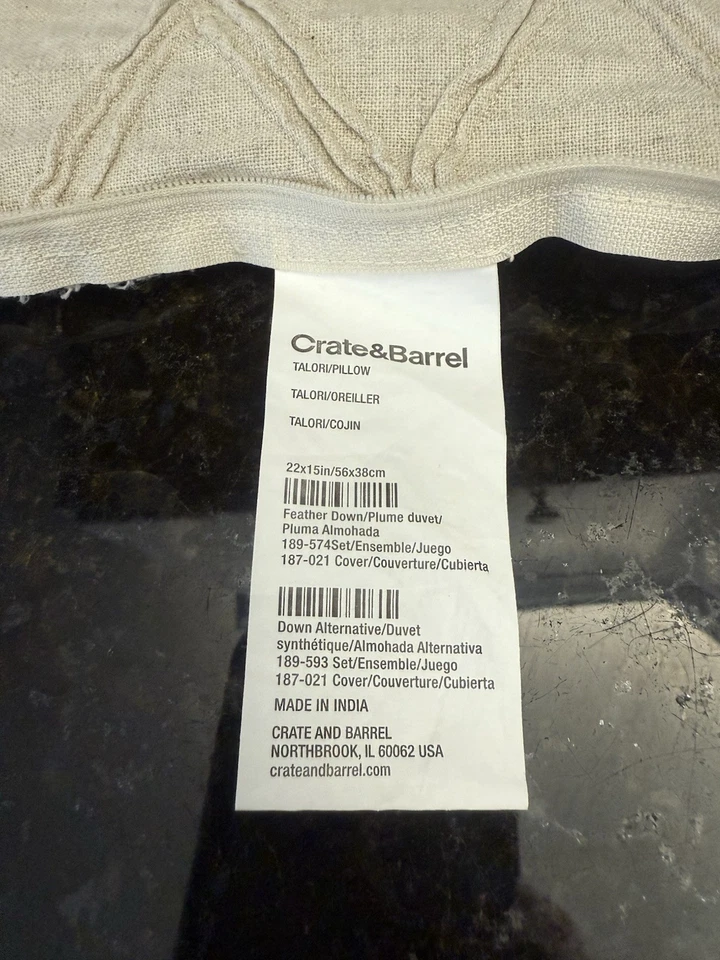 Crate&Barrel
TALORI/PILLOW
TALORI/OREILLER
TALORI/COJIN
22x15in/56x38cm
Feather Down/Plume duvet/
Pluma Almohada
189-574Set/Ensemble/Juego
187-021 Cover/Couverture/Cubierta
Down Alternative/Duvet
synthétique/Almohada Alternativa
189-593 Set/Ensemble/Juego
187-021 Cover/Couverture/Cubierta
MADE IN INDIA
CRATE AND BARREL
NORTHBROOK, IL 60062 USA
crateandbarrel.com